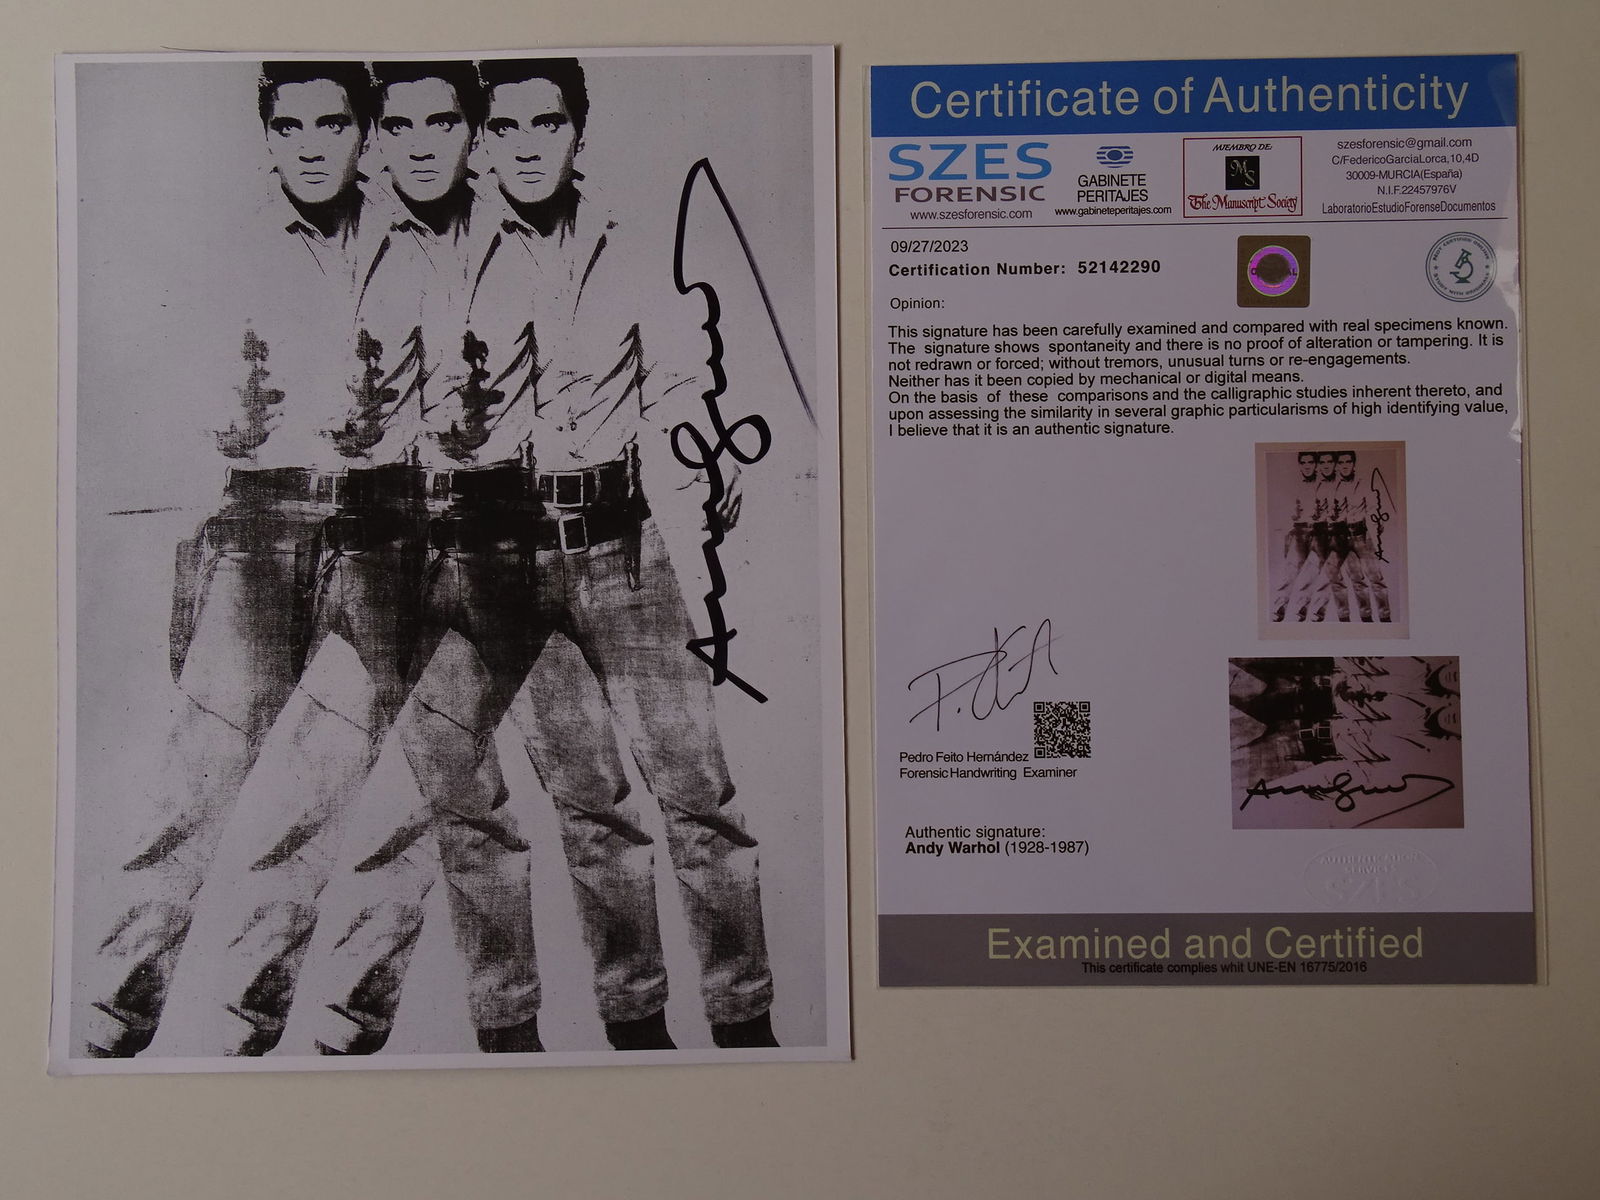 Certificate of Authenticity
SZES
FORENSIC
www.szesforensic.com
GABINETE
PERITAJES
www.gabineteperitajes.com
MIEMBRO DE:
MS
The Manuscript Society
szesforensic@gmail.com
C/FedericoGarciaLorca,10,4D
30009-MURCIA(España)
N.I.F.22457976V
LaboratorioEstudioForenseDocumentos
09/27/2023
Certification Number: 52142290
Opinion:
This signature has been carefully examined and compared with real specimens known.
The signature shows spontaneity and there is no proof of alteration or tampering. It is
not redrawn or forced; without tremors, unusual turns or re-engagements.
Neither has it been copied by mechanical or digital means.
On the basis of these comparisons and the calligraphic studies inherent thereto, and
upon assessing the similarity in several graphic particularisms of high identifying value,
I believe that it is an authentic signature.
Pedro Feito Hernández
Forensic Handwriting Examiner
Authentic signature:
Andy Warhol (1928-1987)
AUTHENTICATION
SERVICES
SZES
Examined and Certified
This certificate complies whit UNE-EN 16775/2016